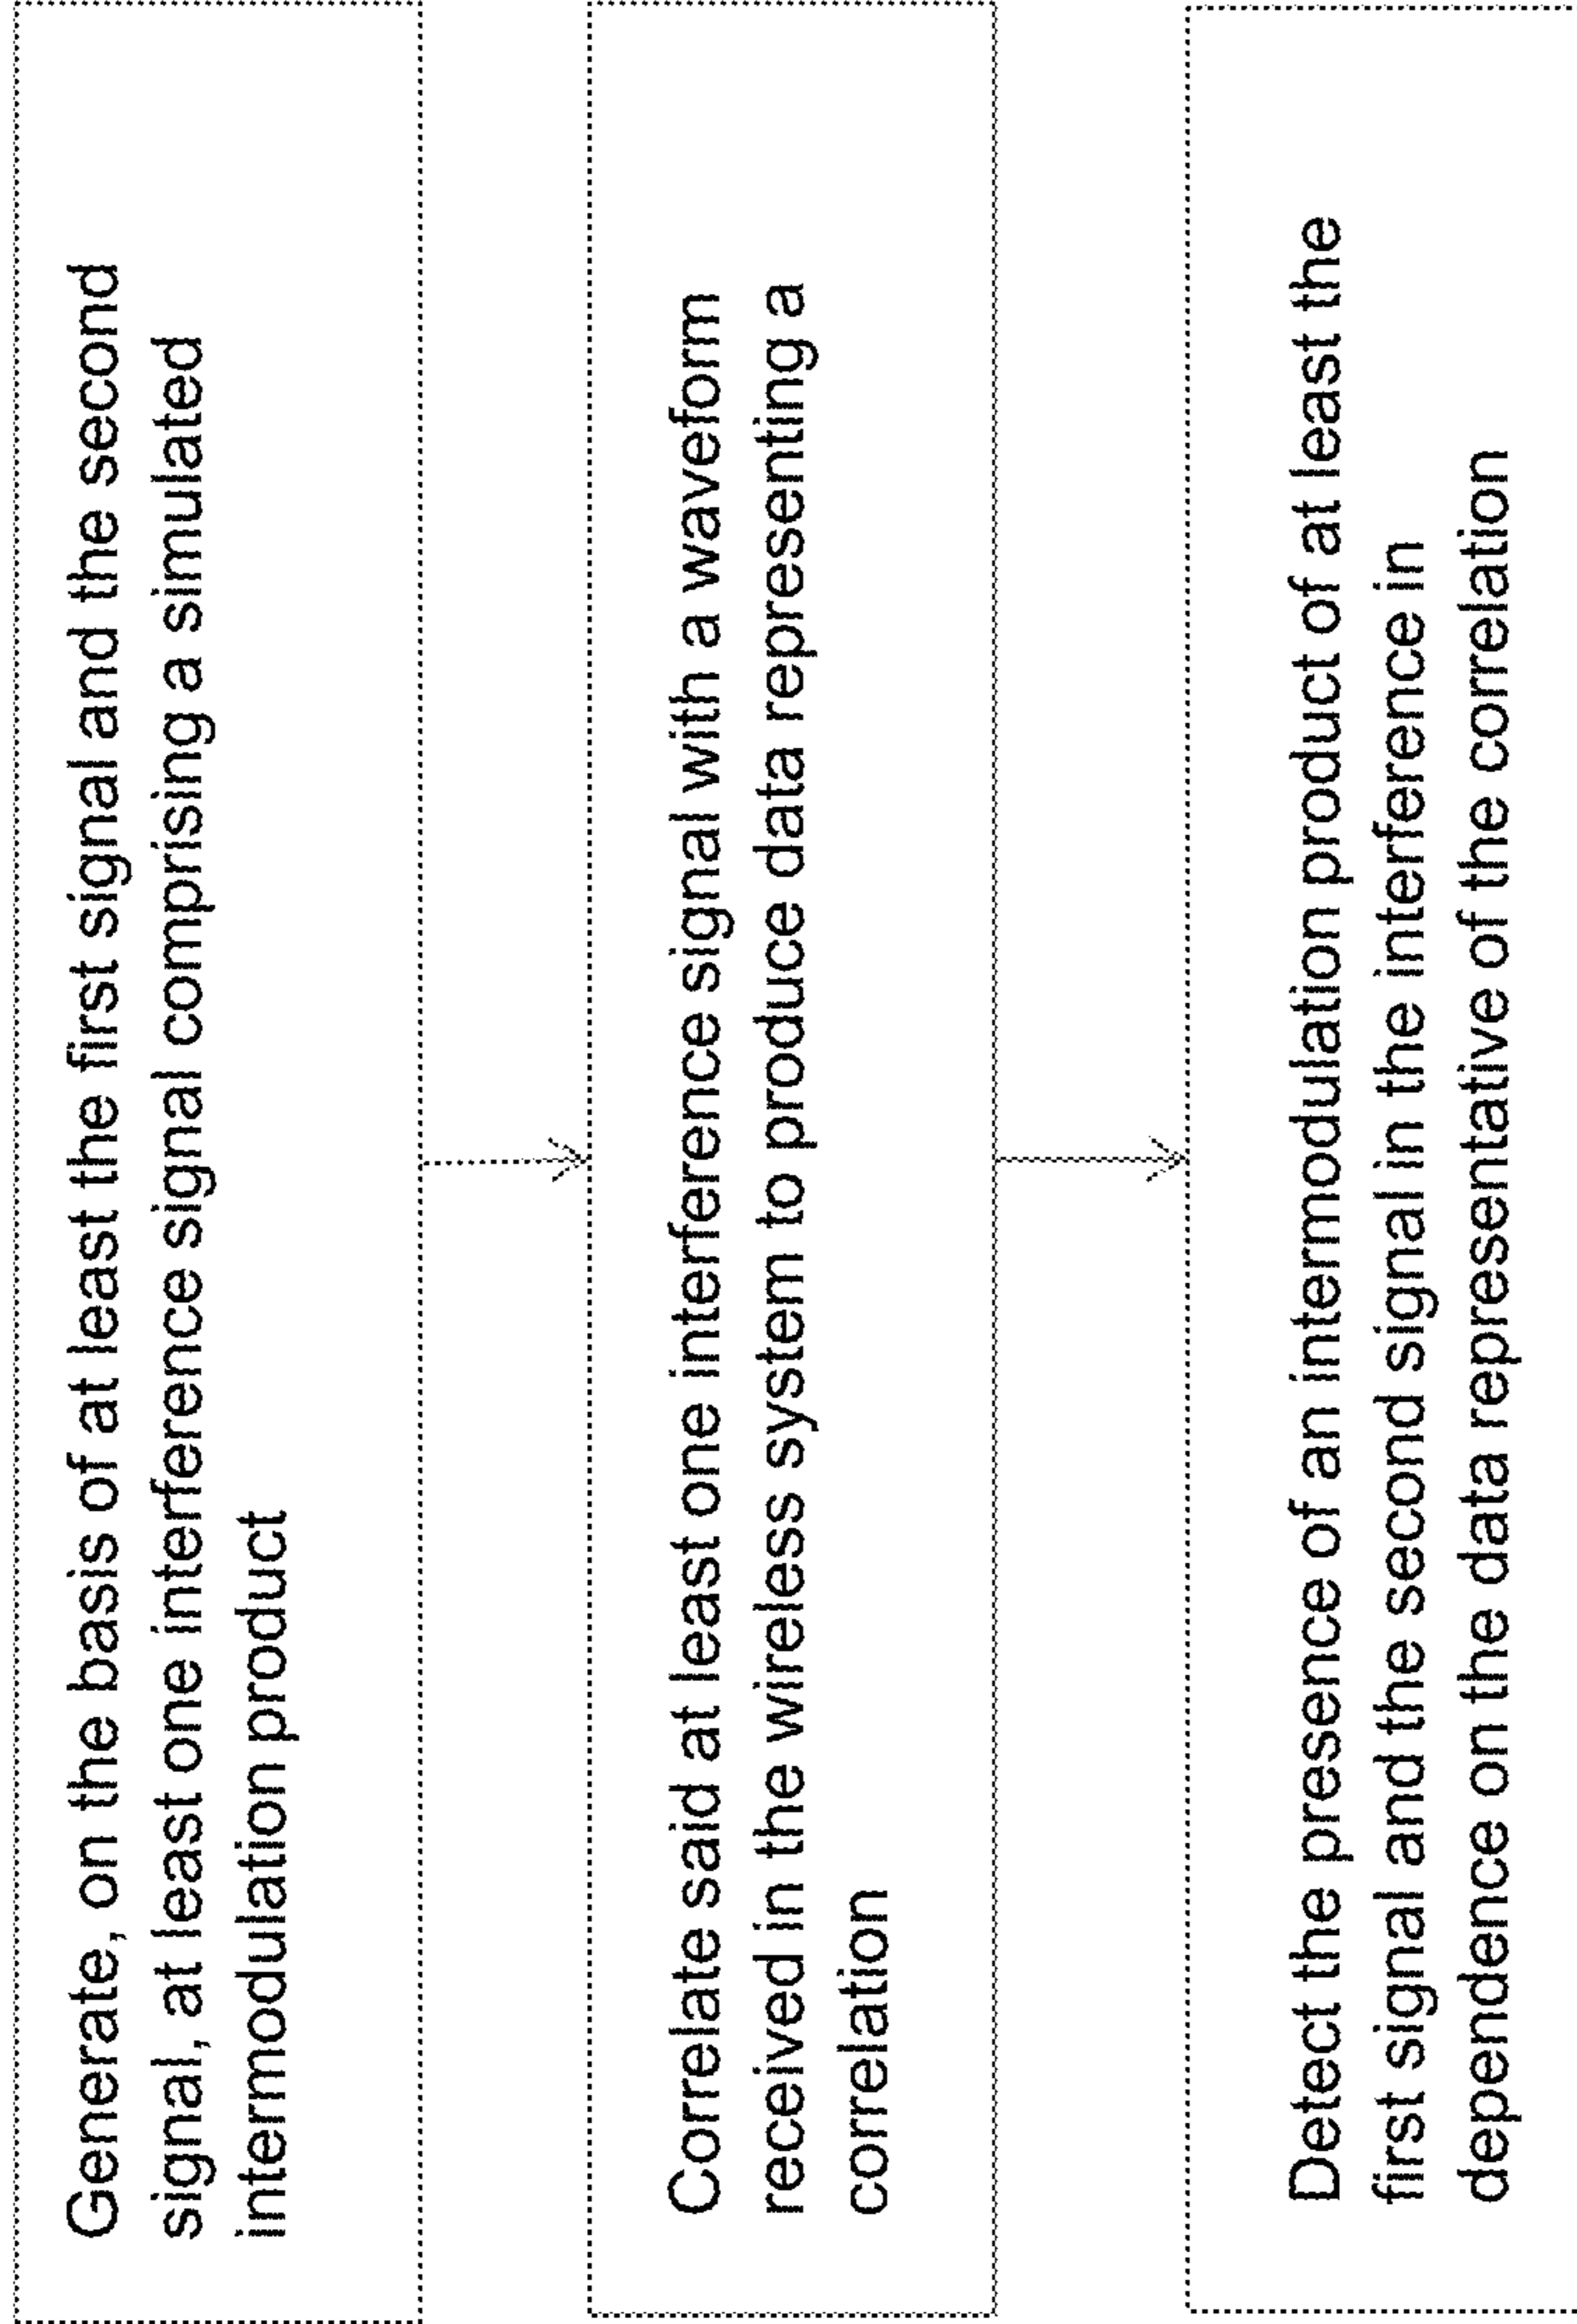 Generate, on the basis of at least the first signal and the second
signal, at least one interference signal comprising a simulated
intermodulation product
Correlate said at least one interference signal with a waveform
received in the wireless system to produce data representing a
correlation
Detect the presence of an intermodulation product of at least the
first signal and the second signal in the interference in
dependence on the data representative of the correlation